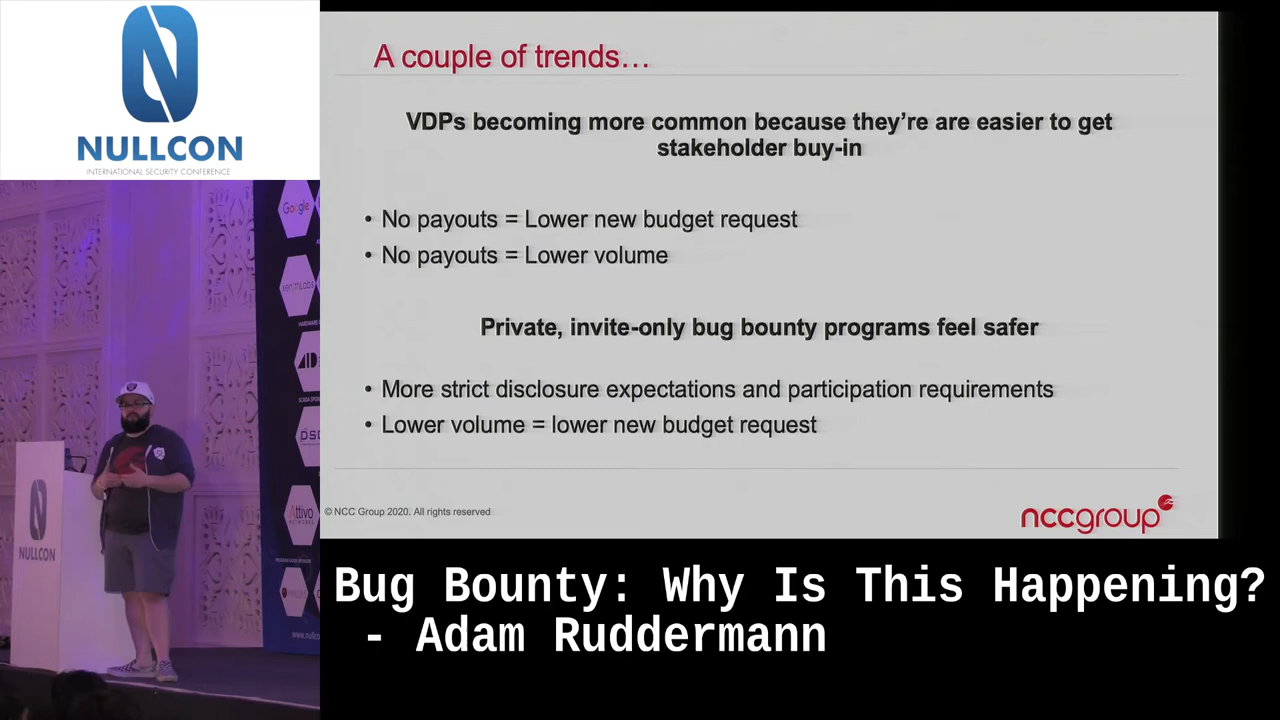 NULLCON
INTERNATIONAL SECURITY CONFERENCE
A couple of trends…
VDPs becoming more common because they're are easier to get
stakeholder buy-in
• No payouts = Lower new budget request
• No payouts = Lower volume
Private, invite-only bug bounty programs feel safer
• More strict disclosure expectations and participation requirements
• Lower volume = lower new budget request
© NCC Group 2020. All rights reserved
nccgroup
Google
Attivo
NULLCON
Bug Bounty: Why Is This Happening?
- Adam Ruddermann